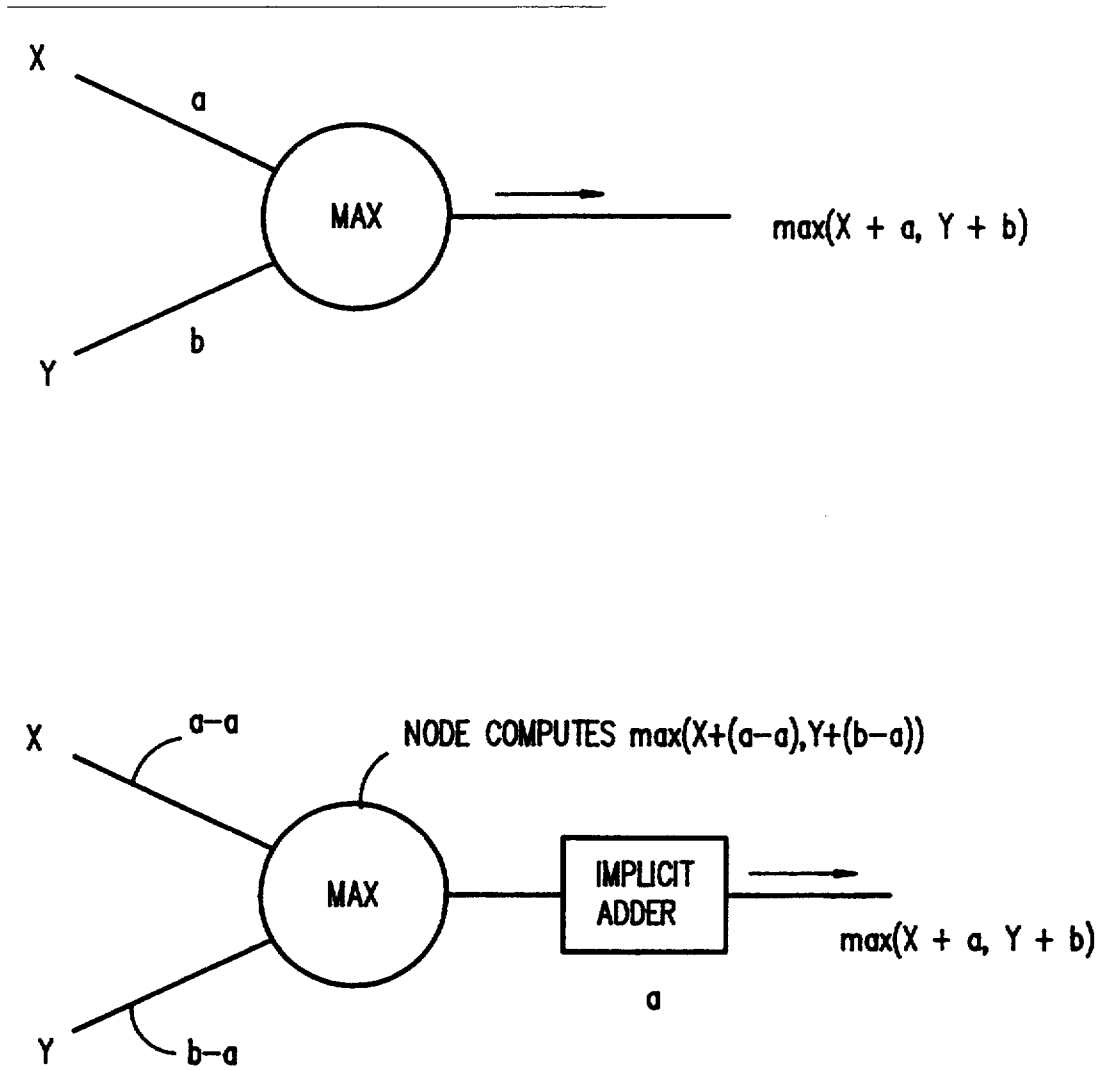 X
a
MAX
max(X + a, Y + b)
b
Y
a-a
X
NODE COMPUTES max(X+(a-a),Y+(b-a))
MAX
IMPLICIT
ADDER
max(X + a, Y + b)
a
Y
b-a